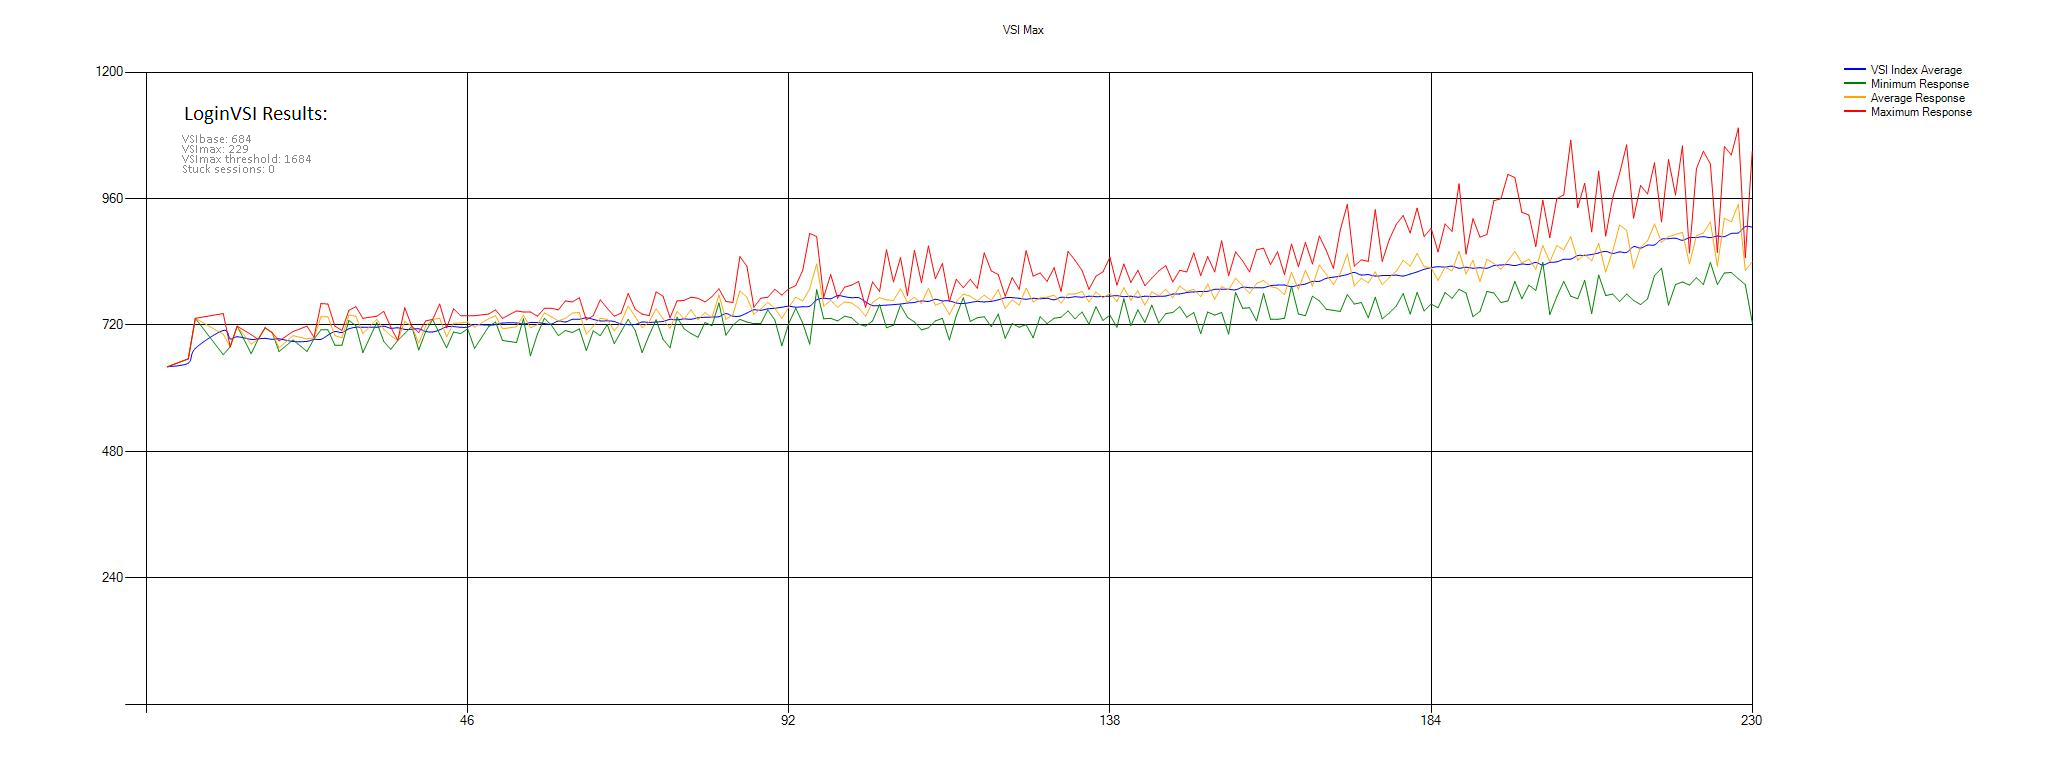 VSI Max
1200
960
720
480
240
46
92
138
184
230
LoginVSI Results:
VSIbase: 684
VSImax: 229
VSImax threshold: 1684
Stuck sessions: 0
VSI Index Average
Minimum Response
Average Response
Maximum Response